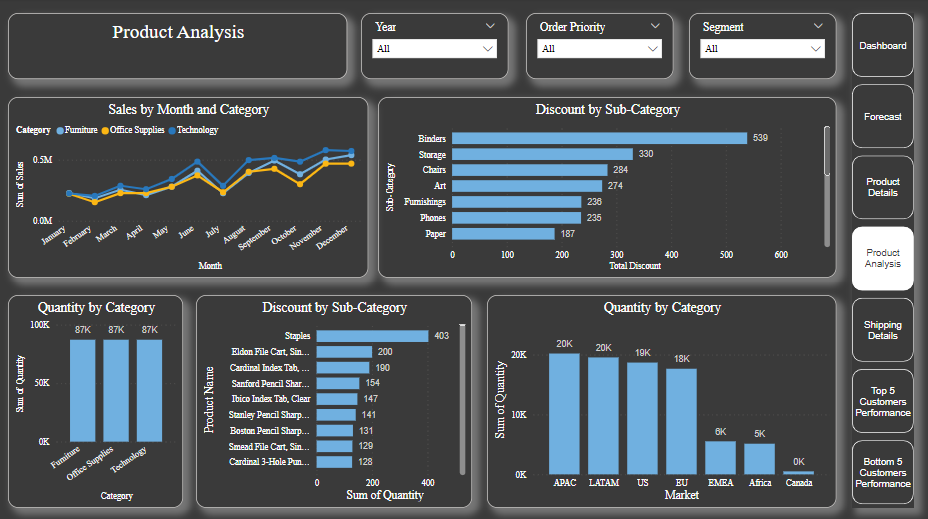 Product Analysis
Year
All
Order Priority
All
Segment
All
Dashboard
Forecast
Product
Details
Product
Analysis
Shipping
Details
Top 5
Customers
Performance
Bottom 5
Customers
Performance
Sales by Month and Category
Category Furniture Office Supplies Technology
Sum of Sales
0.5M
0.0M
January February March April May June July August September October November December
Month
Discount by Sub-Category
Sub-Category
Binders 539
Storage 330
Chairs 284
Art 274
Furnishings 236
Phones 235
Paper 187
0 100 200 300 400 500 600
Total Discount
Quantity by Category
Sum of Quantity
100K
87K 87K 87K
50K
0K
Furniture Office Supplies Technology
Category
Discount by Sub-Category
Product Name
Staples 403
Eldon File Cart, Sin... 200
Cardinal Index Tab, ... 190
Sanford Pencil Shar... 154
Ibico Index Tab, Clear 147
Stanley Pencil Sharp... 141
Boston Pencil Sharp... 131
Smead File Cart, Sin... 129
Cardinal 3-Hole Pun... 128
0 200 400
Sum of Quantity
Quantity by Category
Sum of Quantity
20K
10K
0K
20K 20K 19K 18K 6K 5K 0K
APAC LATAM US EU EMEA Africa Canada
Market